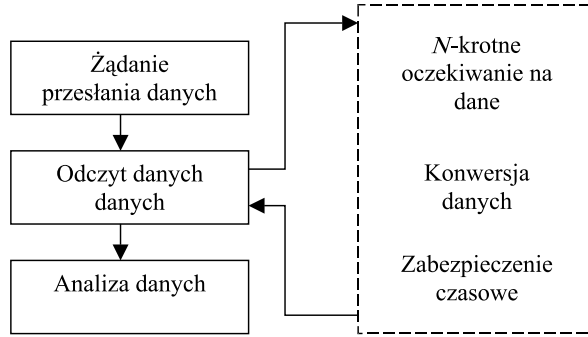 Żądanie
przesłania danych
Odczyt danych
danych
Analiza danych
N-krotne
oczekiwanie na
dane
Konwersja
danych
Zabezpieczenie
czasowe